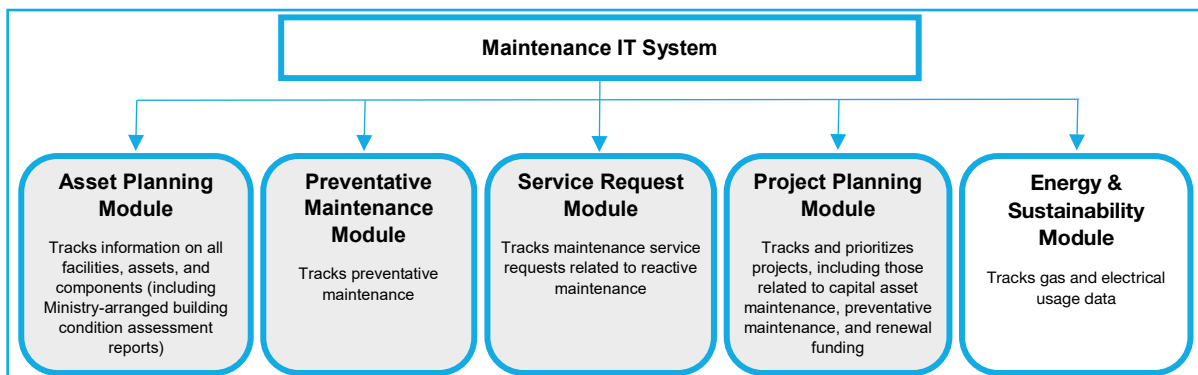 Maintenance IT System
Asset Planning
Module
Tracks information on all
facilities, assets, and
components (including
Ministry-arranged building
condition assessment
reports)
Preventative
Maintenance
Module
Tracks preventative
maintenance
Service Request
Module
Tracks maintenance service
requests related to reactive
maintenance
Project Planning
Module
Tracks and prioritizes
projects, including those
related to capital asset
maintenance, preventative
maintenance, and renewal
funding
Energy &
Sustainability
Module
Tracks gas and electrical
usage data